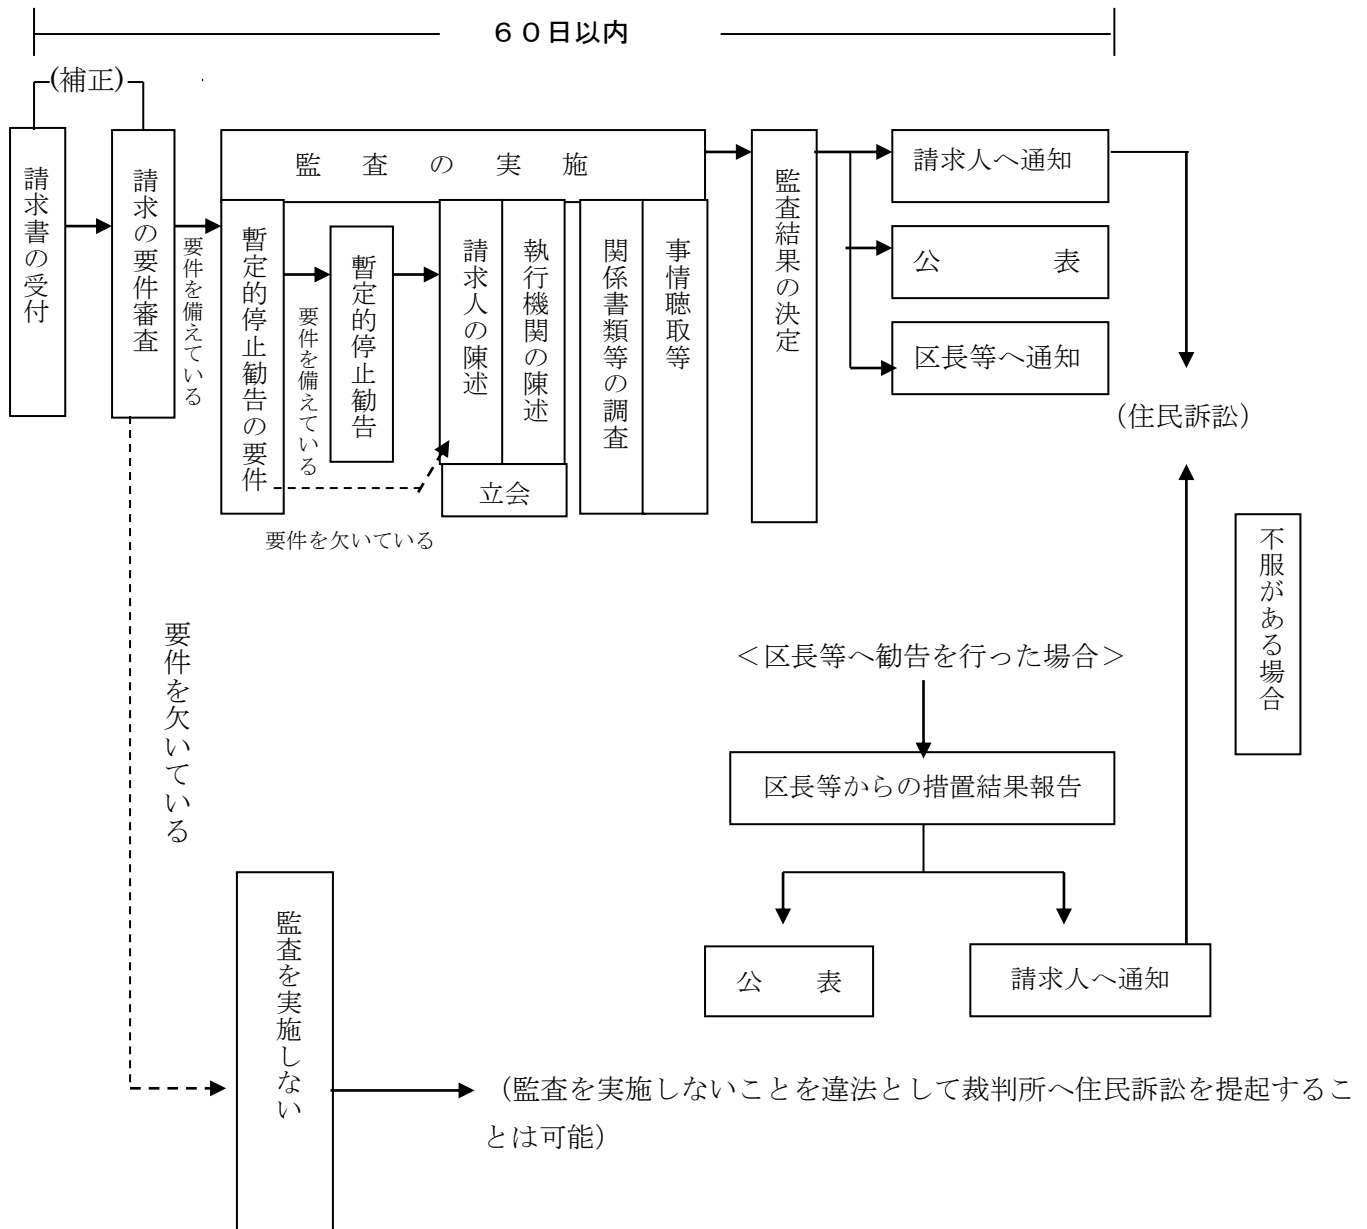 ６０日以内
(補正)
請求書の受付
請求の要件審査
要件を備えている
監査の実施
暫定的停止勧告の要件
要件を備えている
暫定的停止勧告
請求人の陳述
執行機関の陳述
立会
関係書類等の調査
事情聴取等
要件を欠いている
監査結果の決定
請求人へ通知
公表
区長等へ通知
（住民訴訟）
不服がある場合
要件を欠いている
＜区長等へ勧告を行った場合＞
区長等からの措置結果報告
公表
請求人へ通知
監査を実施しない
（監査を実施しないことを違法として裁判所へ住民訴訟を提起するこ
とは可能）